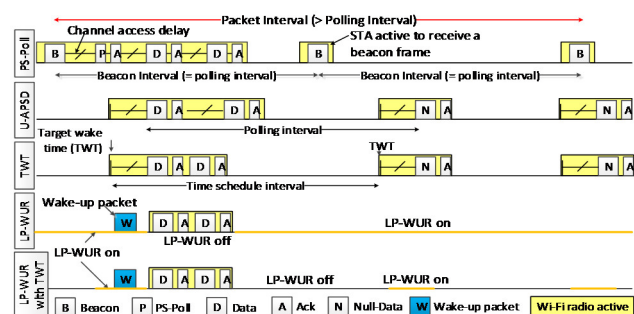 Packet Interval (> Polling Interval)
Channel access delay
STA active to receive a
beacon frame
PS-Poll
B P A D A D A B B
Beacon Interval (= polling interval) Beacon Interval (= polling interval)
U-APSD
D A D A N A N A
Polling interval
Target wake
time (TWT)
TWT
TWT
D A D A N A N A
Time schedule interval
Wake-up packet
LP-WUR
W D A D A
LP-WUR on
LP-WUR off
LP-WUR on
LP-WUR
with TWT
W D A D A
LP-WUR off
LP-WUR on
B Beacon P PS-Poll D Data A Ack N Null-Data W Wake-up packet Wi-Fi radio active